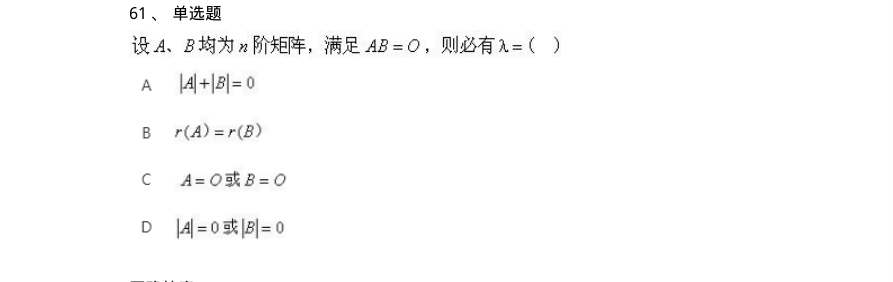 61 、 单选题
设 A、B 均为 n 阶矩阵，满足 AB = O ，则必有 λ = ( )
A |A|+|B|= 0
B r(A) = r(B)
C A = O 或 B = O
D |A|= 0 或 |B|= 0